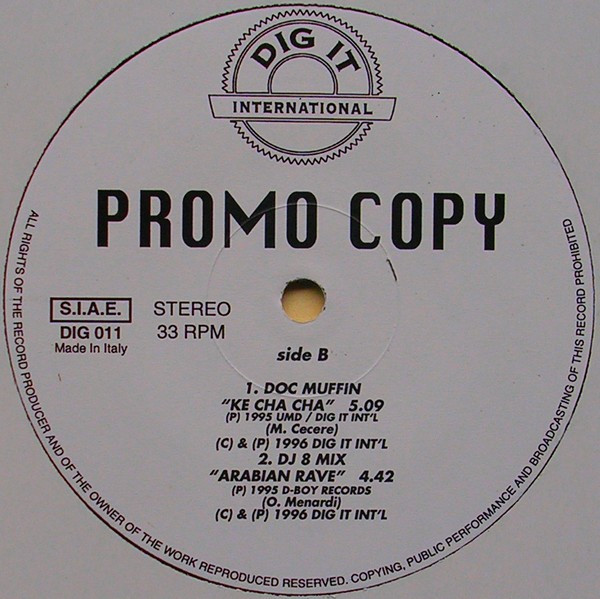 DIG IT
INTERNATIONAL
PROMO COPY
S.I.A.E.
DIG 011
Made In Italy
STEREO
33 RPM
side B
1. DOC MUFFIN
"KE CHA CHA" 5.09
(P) 1995 UMD / DIG IT INT'L
(M. Cecere)
(C) & (P) 1996 DIG IT INT'L
2. DJ 8 MIX
"ARABIAN RAVE" 4.42
(P) 1995 D-BOY RECORDS
(O. Menardi)
(C) & (P) 1996 DIG IT INT'L
ALL RIGHTS OF THE RECORD PRODUCER AND OF THE OWNER OF THE WORK REPRODUCED RESERVED. COPYING, PUBLIC PERFORMANCE AND BROADCASTING OF THIS RECORD PROHIBITED